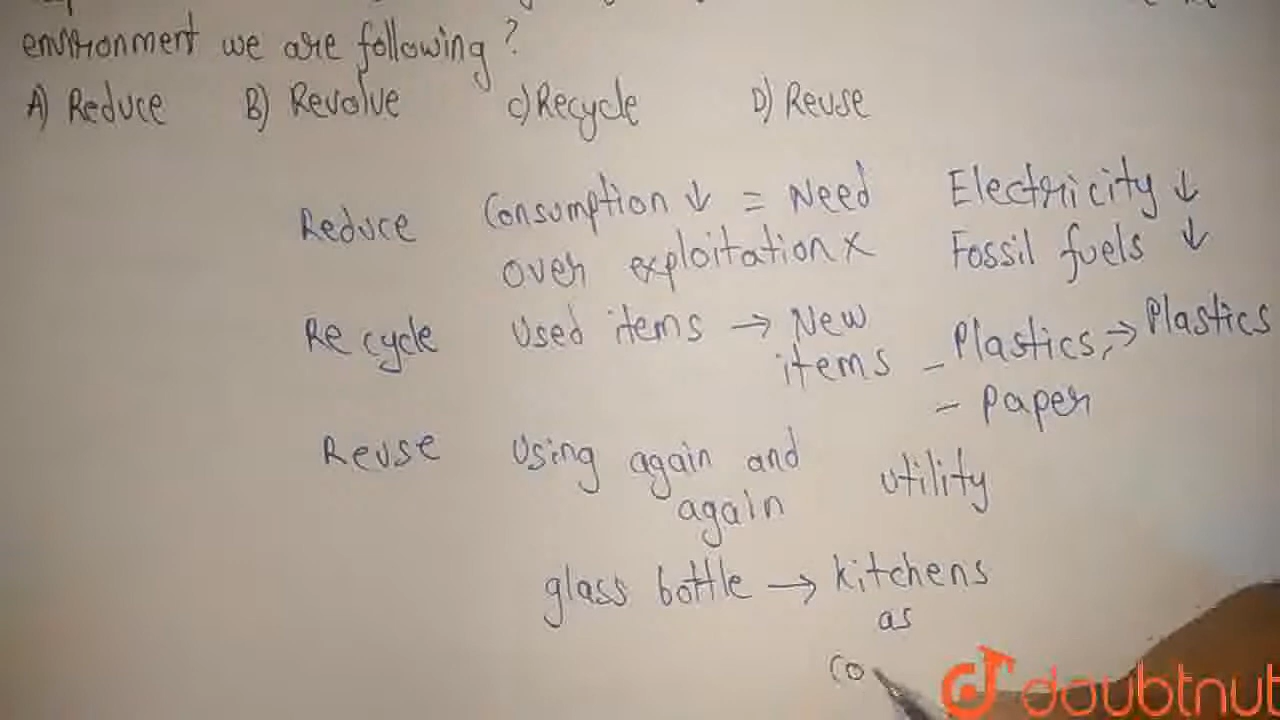 environment we are following?
A) Reduce B) Revolve C) Recycle D) Reuse
Reduce Consumption ↓ = Need Electricity ↓
over exploitation x Fossil fuels ↓
Recycle Used items → New items - Plastics, → Plastics
- Paper
Reuse Using again and again utility
glass bottle → kitchens
as
co
doubtnut